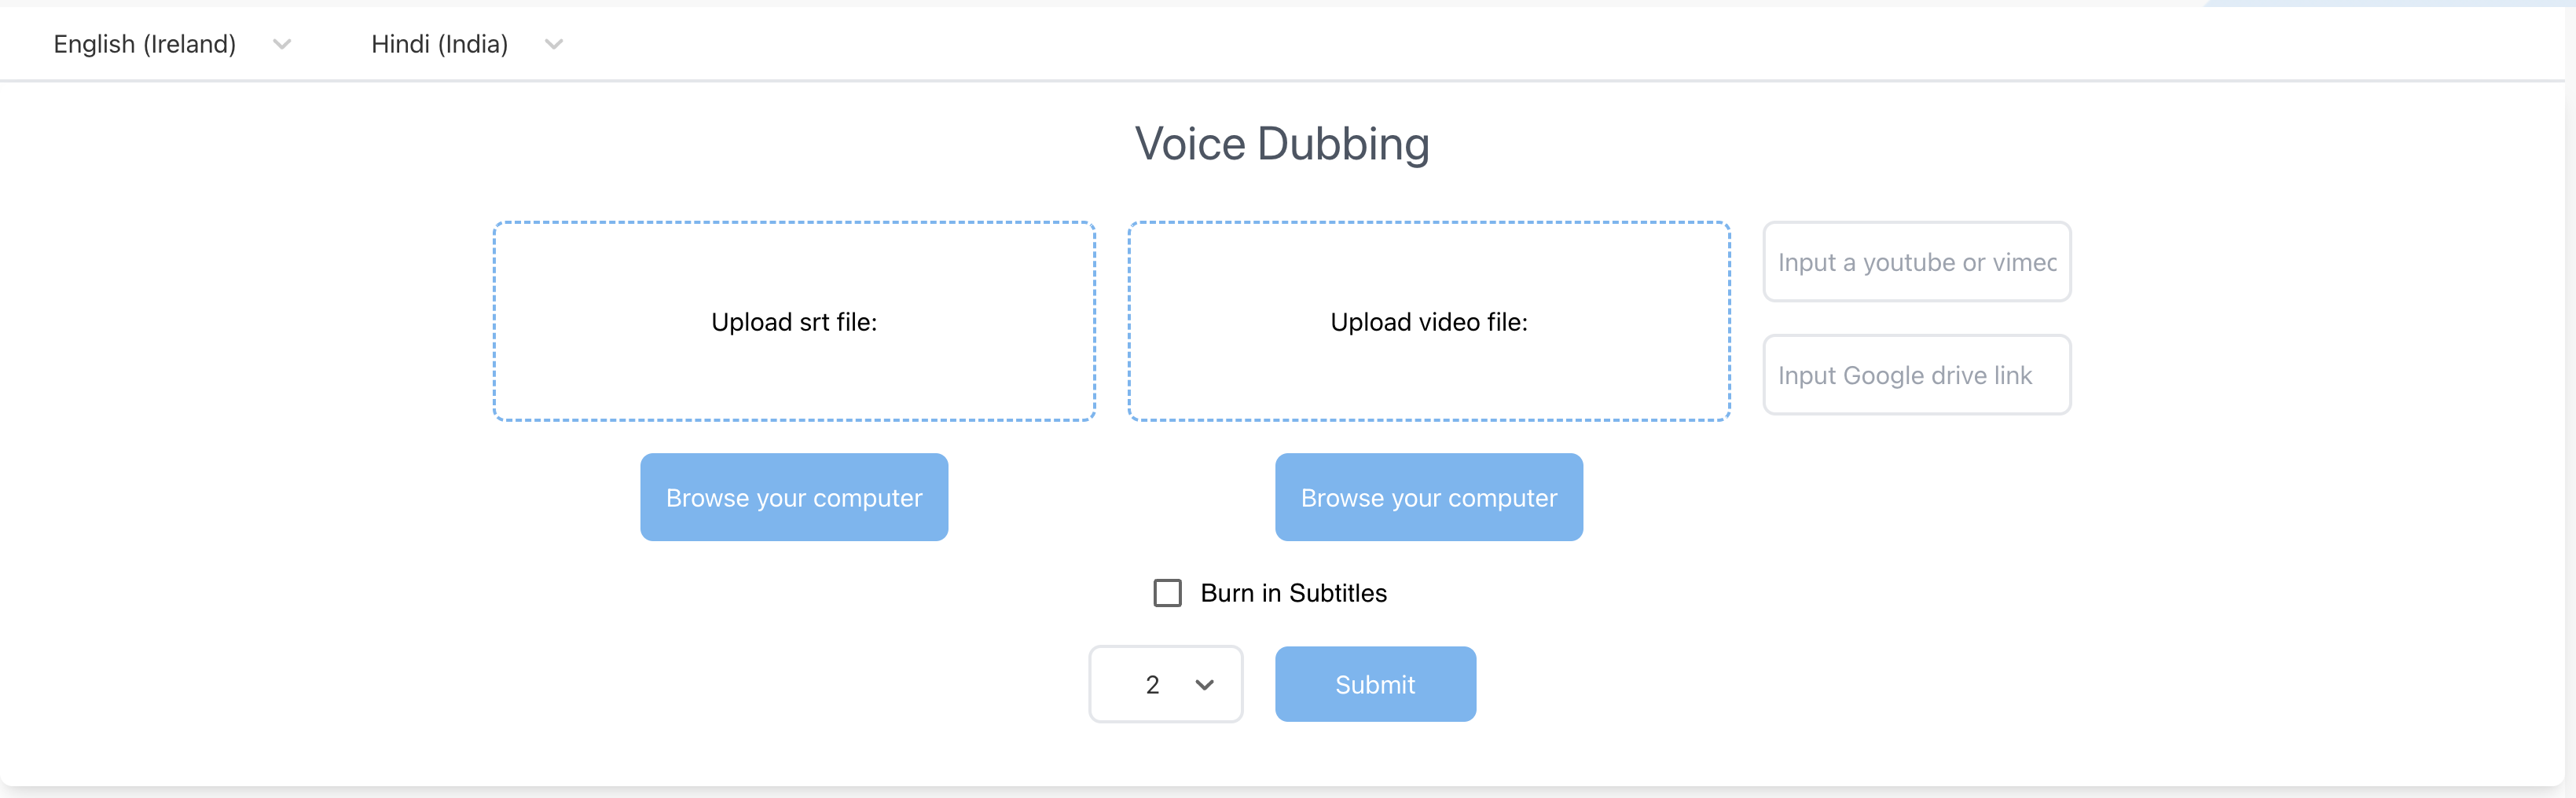 English (Ireland) Hindi (India)
Voice Dubbing
Upload srt file:
Upload video file:
Input a youtube or vimec
Input Google drive link
Browse your computer
Browse your computer
Burn in Subtitles
2
Submit